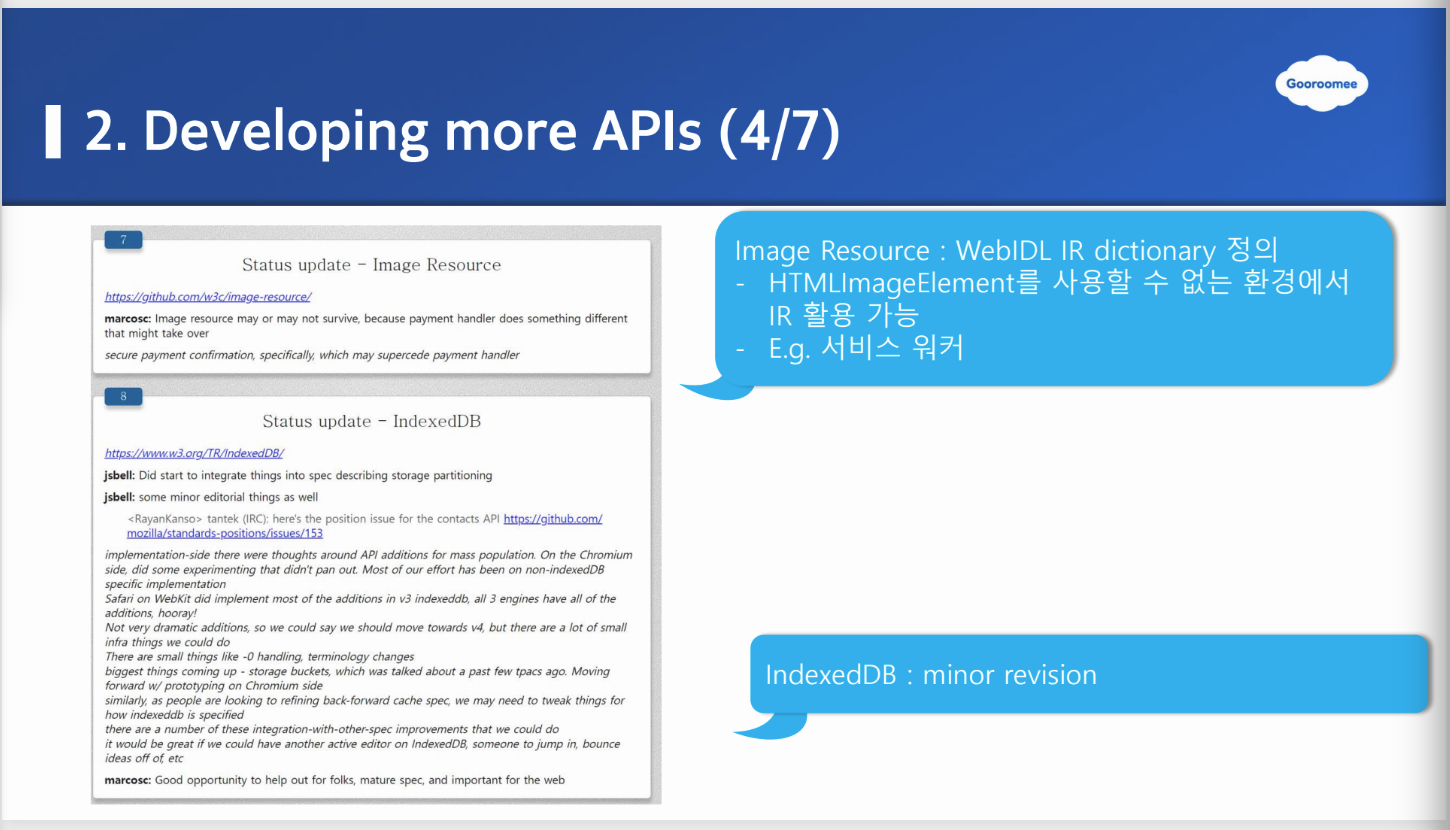 Gooroomee
2. Developing more APIs (4/7)
7
Status update - Image Resource
https://github.com/w3c/image-resource/
marcosc: Image resource may or may not survive, because payment handler does something different
that might take over
secure payment confirmation, specifically, which may supercede payment handler
8
Status update - IndexedDB
https://www.w3.org/TR/IndexedDB/
jsbell: Did start to integrate things into spec describing storage partitioning
jsbell: some minor editorial things as well
<RayanKanso> tantek (IRC): here's the position issue for the contacts API https://github.com/
mozilla/standards-positions/issues/153
implementation-side there were thoughts around API additions for mass population. On the Chromium
side, did some experimenting that didn't pan out. Most of our effort has been on non-indexedDB
specific implementation
Safari on WebKit did implement most of the additions in v3 indexeddb, all 3 engines have all of the
additions, hooray!
Not very dramatic additions, so we could say we should move towards v4, but there are a lot of small
infra things we could do
There are small things like -0 handling, terminology changes
biggest things coming up - storage buckets, which was talked about a past few tpacs ago. Moving
forward w/ prototyping on Chromium side
similarly, as people are looking to refining back-forward cache spec, we may need to tweak things for
how indexeddb is specified
there are a number of these integration-with-other-spec improvements that we could do
it would be great if we could have another active editor on IndexedDB, someone to jump in, bounce
ideas off of, etc
marcosc: Good opportunity to help out for folks, mature spec, and important for the web
Image Resource : WebIDL IR dictionary 정의
- HTMLImageElement를 사용할 수 없는 환경에서
IR 활용 가능
- E.g. 서비스 워커
IndexedDB : minor revision